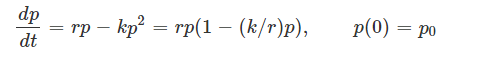 dp/dt = rp − kp² = rp(1 − (k/r)p),  p(0) = p₀